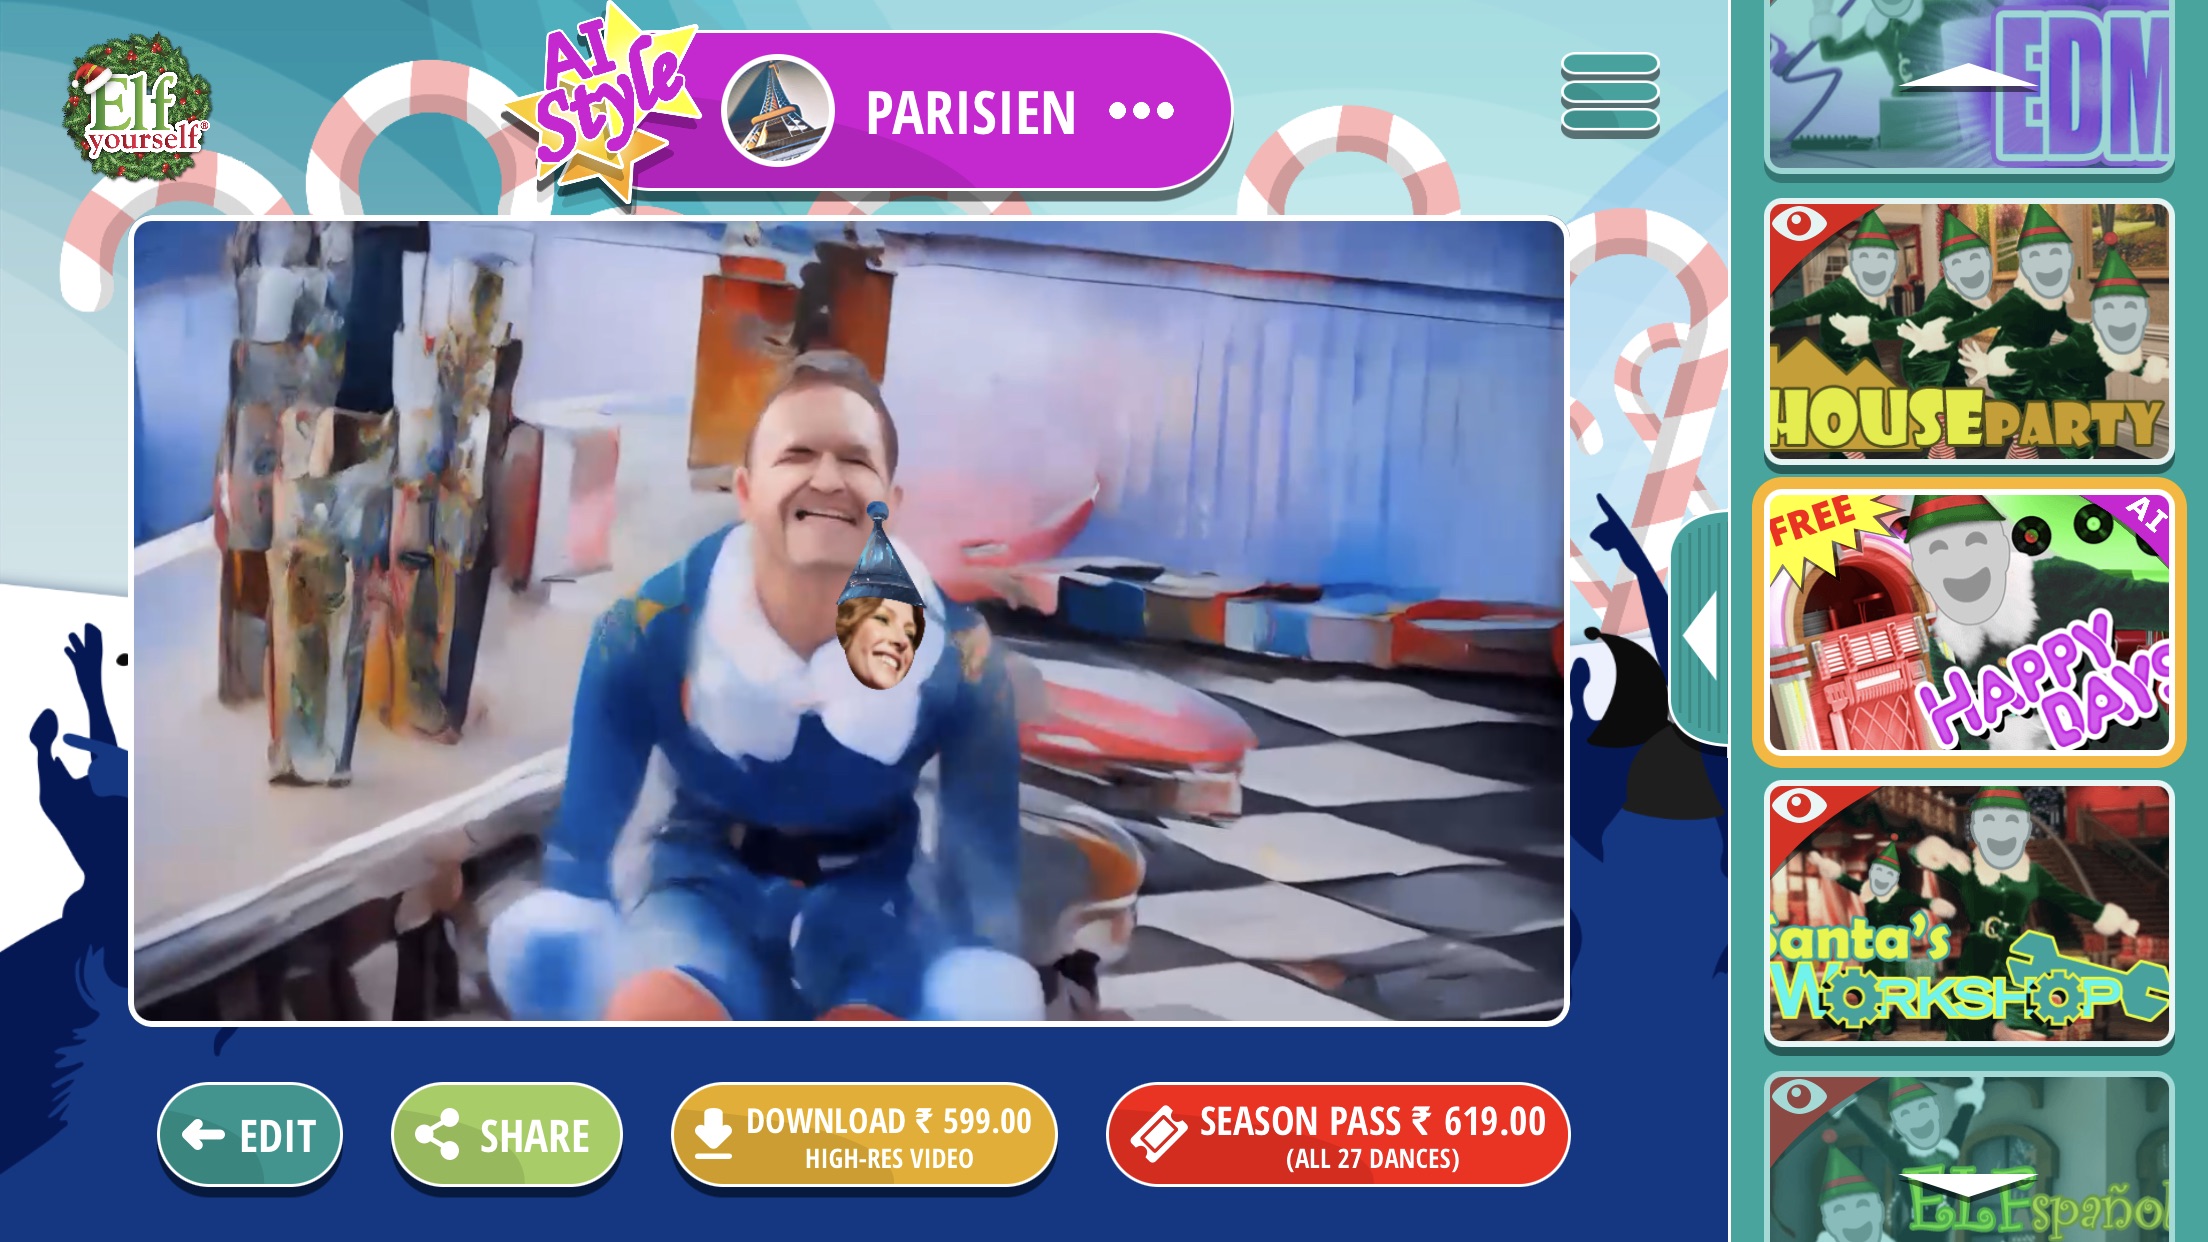 Elf
yourself®
AI
Style
PARISIEN
EDM
HOUSE PARTY
FREE
AI
HAPPY
DAYS
Santa's
WORKSHOP
ELFspañol
EDIT
SHARE
DOWNLOAD ₹ 599.00
HIGH-RES VIDEO
SEASON PASS ₹ 619.00
(ALL 27 DANCES)